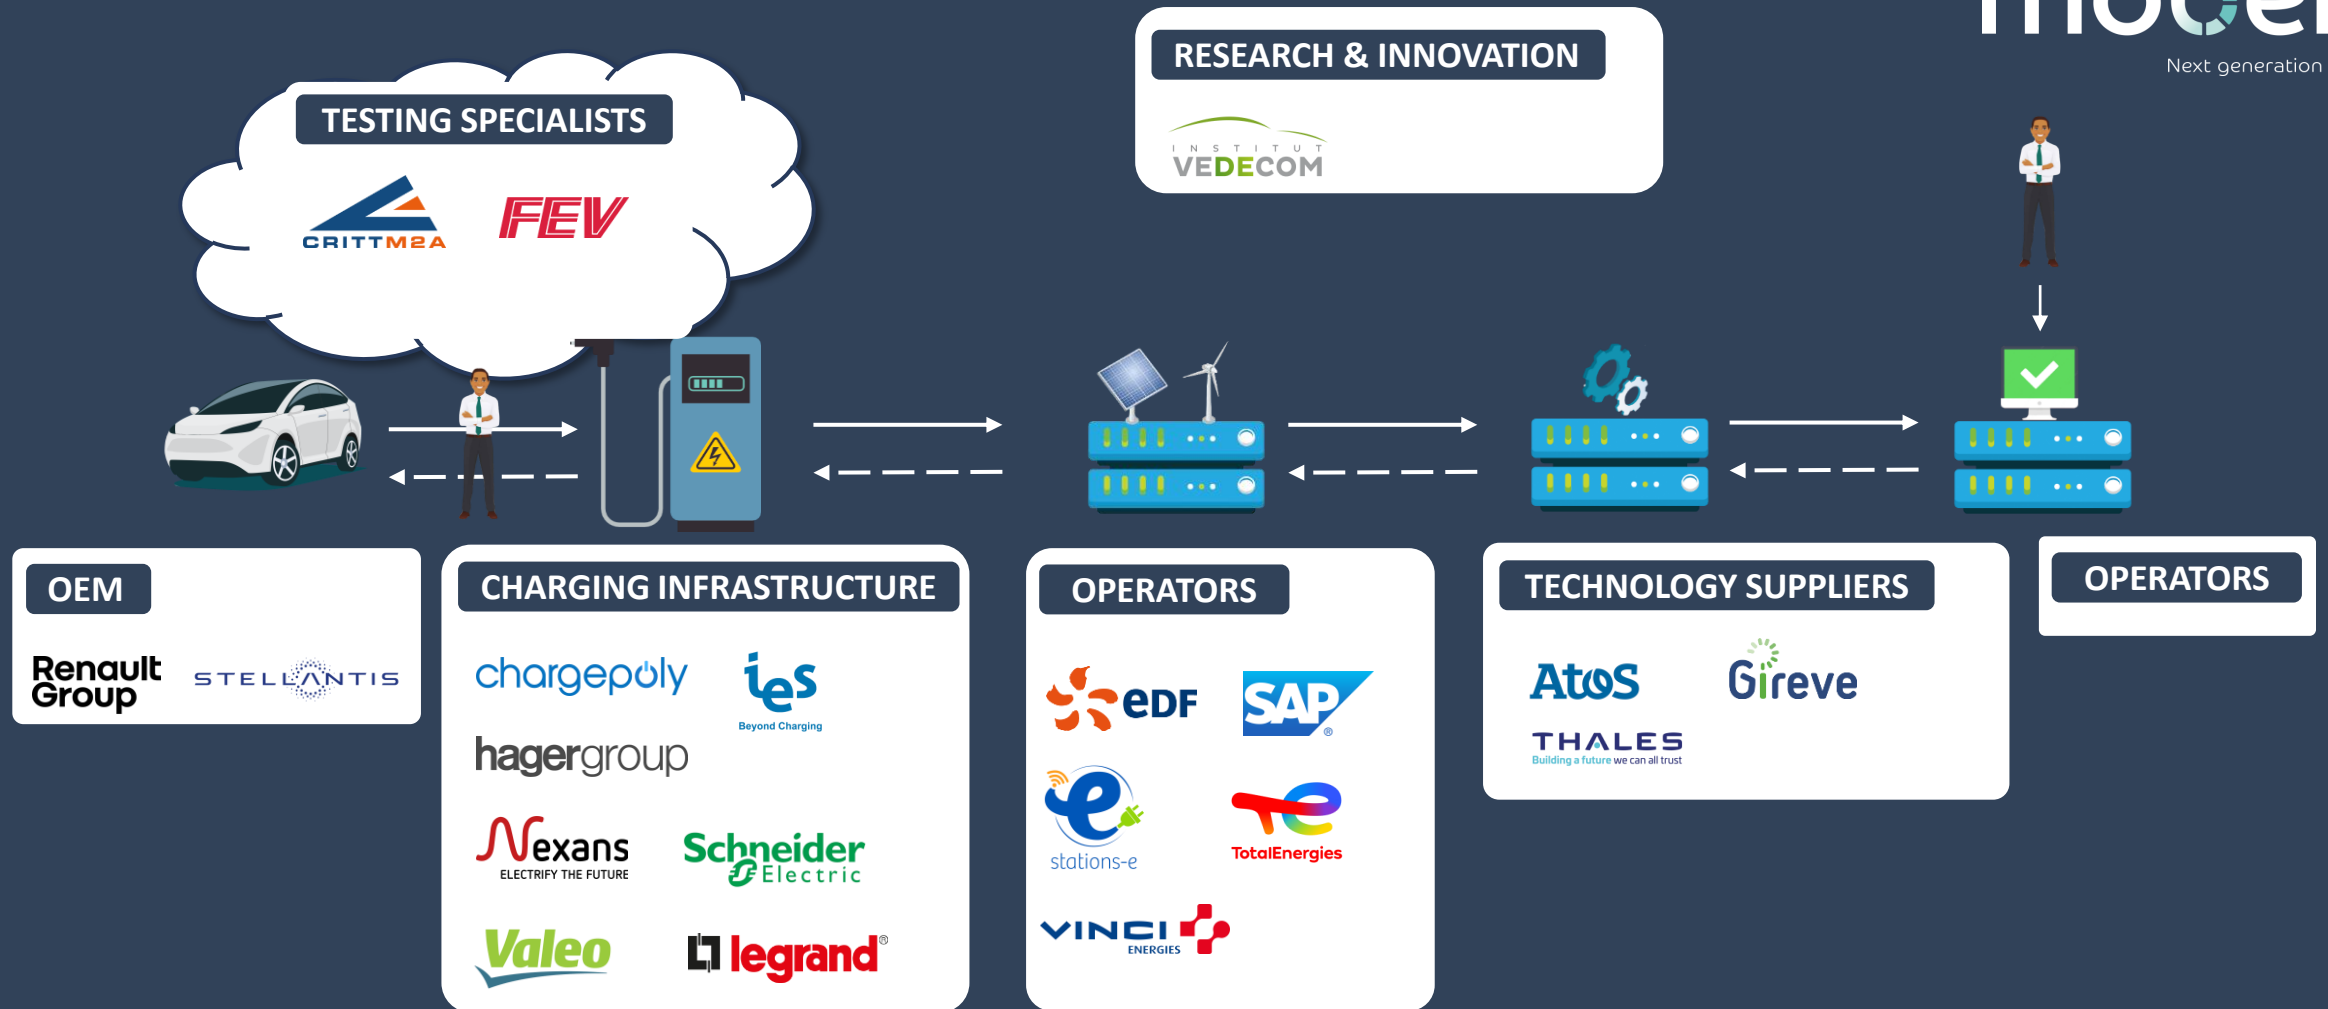 RESEARCH & INNOVATION
Next generation
TESTING SPECIALISTS
INSTITUT
VEDECOM
CRITTM2A
FEV
OEM
Renault
Group
STELLANTIS
CHARGING INFRASTRUCTURE
chargepoly
ies
Beyond Charging
hagergroup
Nexans
ELECTRIFY THE FUTURE
Schneider
Electric
Valeo
legrand®
OPERATORS
eDF
SAP
®
e
stations-e
TotalEnergies
VINCI
ENERGIES
TECHNOLOGY SUPPLIERS
Atos
Gireve
THALES
Building a future we can all trust
OPERATORS